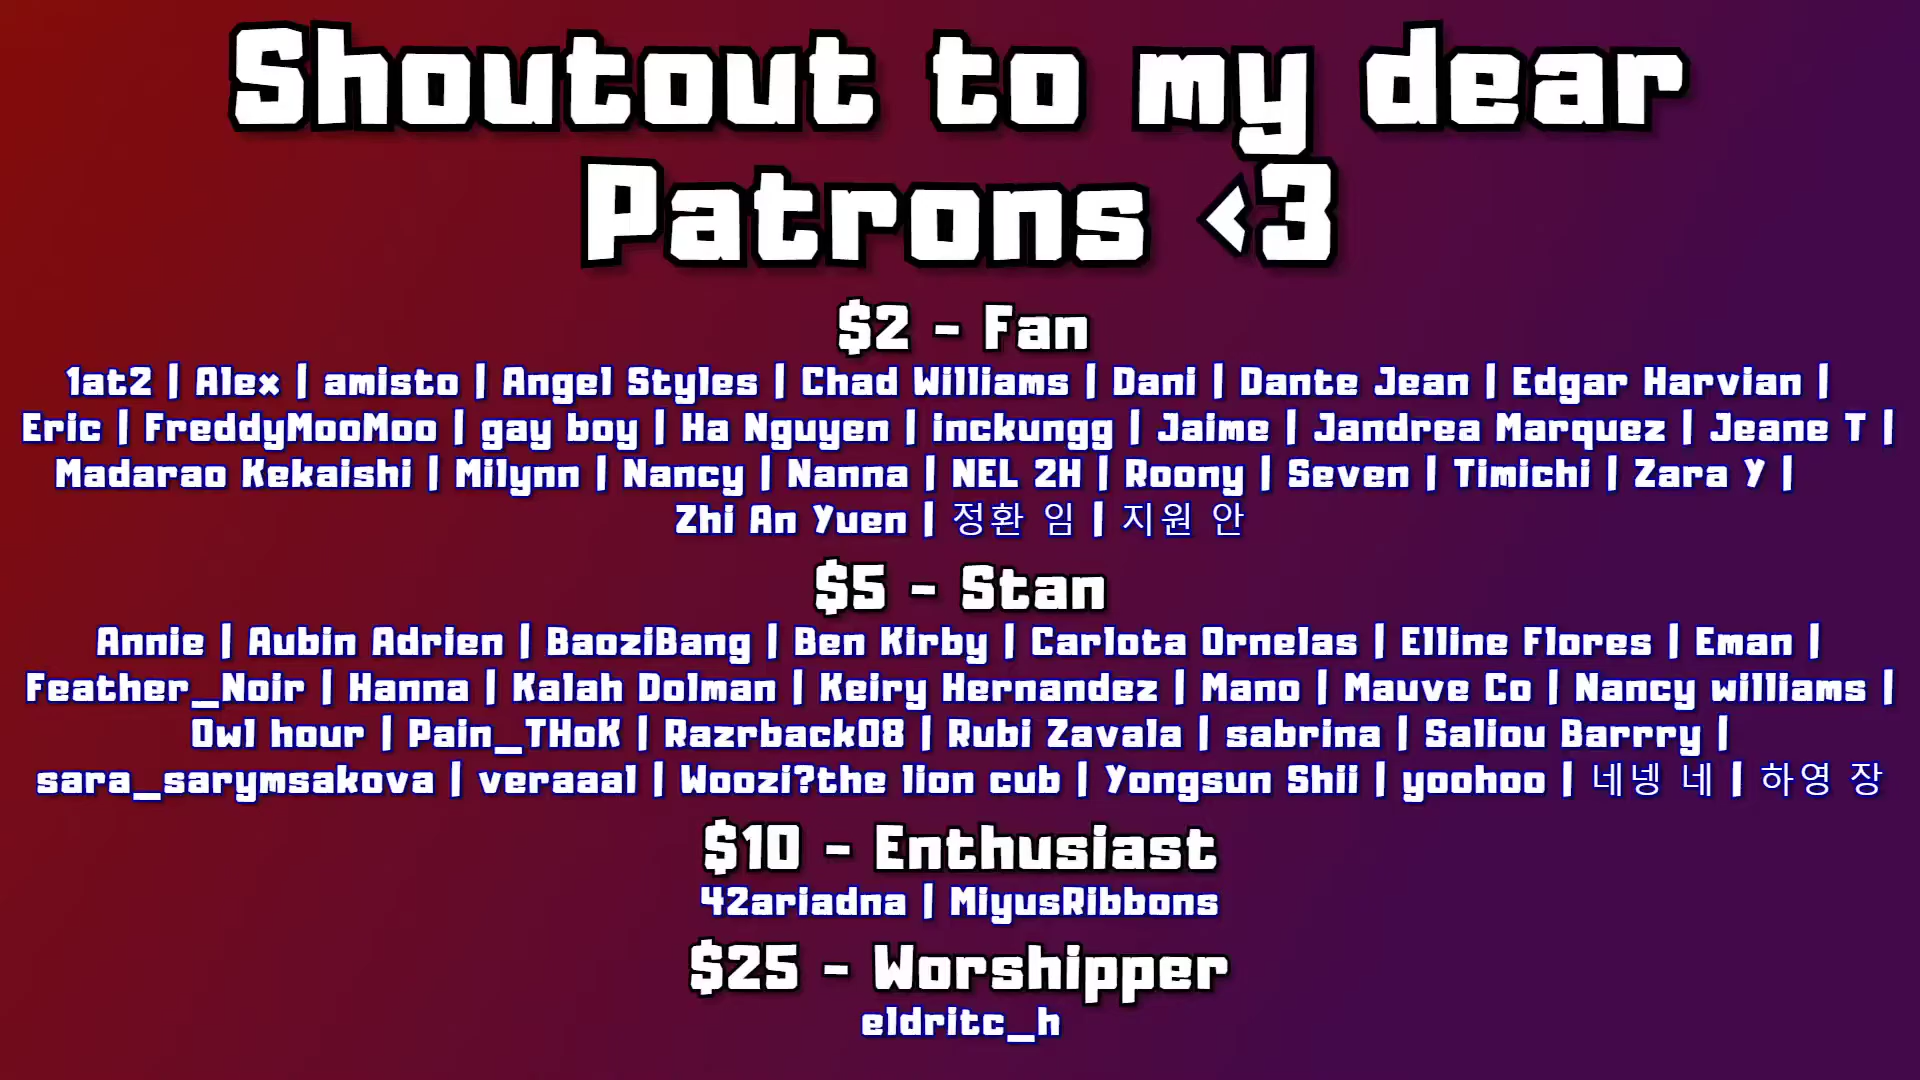 Shoutout to my dear
Patrons <3
$2 - Fan
1at2 | Alex | amisto | Angel Styles | Chad Williams | Dani | Dante Jean | Edgar Harvian |
Eric | FreddyMooMoo | gay boy | Ha Nguyen | inckungg | Jaime | Jandrea Marquez | Jeane T |
Madarao Kekaishi | Milynn | Nancy | Nanna | NEL 2H | Roony | Seven | Timichi | Zara Y |
Zhi An Yuen | 정환 임 | 지원 안
$5 - Stan
Annie | Aubin Adrien | BaoziBang | Ben Kirby | Carlota Ornelas | Elline Flores | Eman |
Feather_Noir | Hanna | Kalah Dolman | Keiry Hernandez | Mano | Mauve Co | Nancy williams |
Owl hour | Pain_THoK | Razrback08 | Rubi Zavala | sabrina | Saliou Barrry |
sara_sarymsakova | veraaal | Woozi?the lion cub | Yongsun Shii | yoohoo | 네넹 네 | 하영 장
$10 - Enthusiast
42ariadna | MiyusRibbons
$25 - Worshipper
eldritc_h